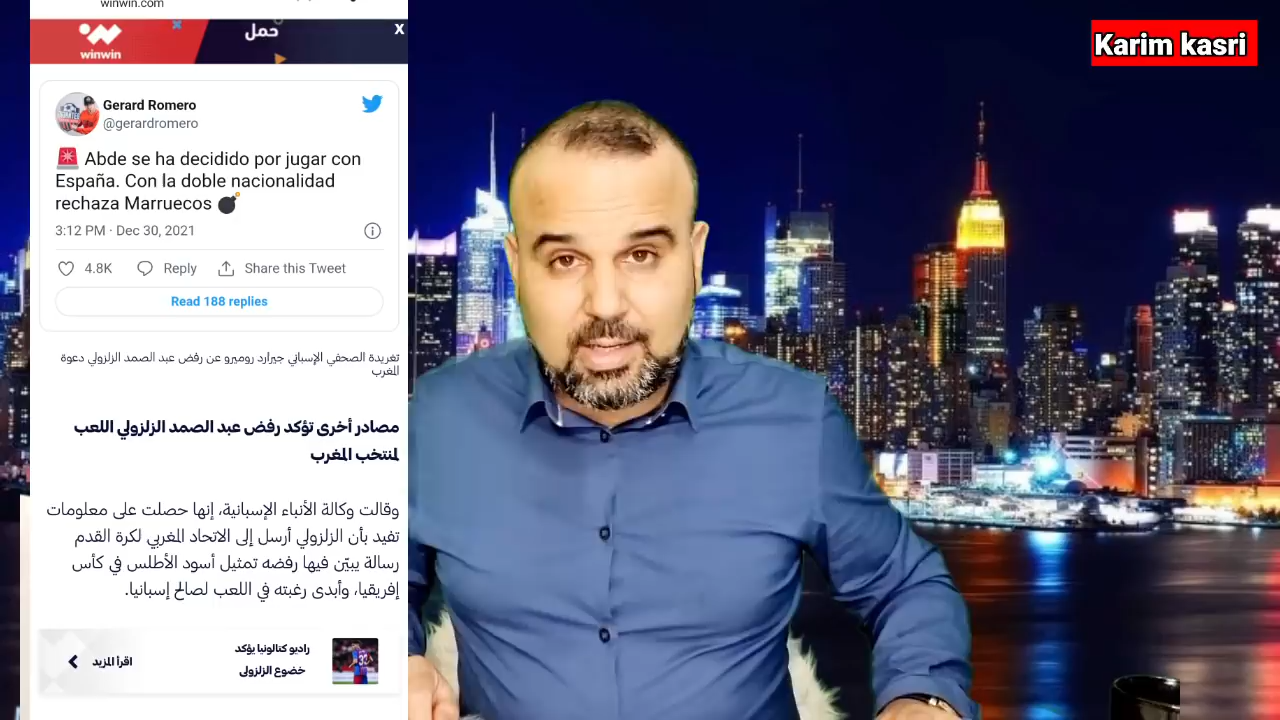 winwin.com
حمل
X
winwin
Karim kasri
Gerard Romero
@gerardromero
🚨 Abde se ha decidido por jugar con
España. Con la doble nacionalidad
rechaza Marruecos 💣
3:12 PM · Dec 30, 2021
4.8K Reply Share this Tweet
Read 188 replies
تغريدة الصحفي الإسباني جيرارد روميرو عن رفض عبد الصمد الزلزولي دعوة
المغرب
مصادر أخرى تؤكد رفض عبد الصمد الزلزولي اللعب
لمنتخب المغرب
وقالت وكالة الأنباء الإسبانية، إنها حصلت على معلومات
تفيد بأن الزلزولي أرسل إلى الاتحاد المغربي لكرة القدم
رسالة يبيّن فيها رفضه تمثيل أسود الأطلس في كأس
إفريقيا، وأبدى رغبته في اللعب لصالح إسبانيا.
راديو كتالونيا يؤكد
خضوع الزلزولي
اقرأ المزيد